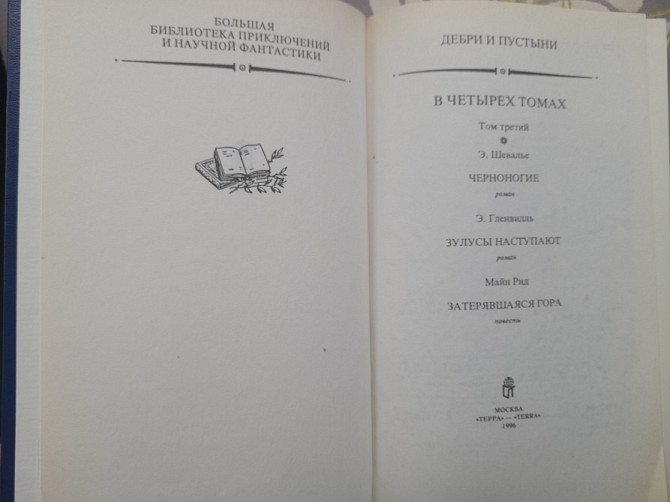 БОЛЬШАЯ
БИБЛИОТЕКА ПРИКЛЮЧЕНИЙ
И НАУЧНОЙ ФАНТАСТИКИ
ДЕБРИ И ПУСТЫНИ
В ЧЕТЫРЕХ ТОМАХ
Том третий
Э. Шевалье
ЧЕРНОНОГИЕ
роман
Э. Гленвилль
ЗУЛУСЫ НАСТУПАЮТ
роман
Майн Рид
ЗАТЕРЯВШАЯСЯ ГОРА
повесть
МОСКВА
«ТЕРРА» — «TERRA»
1996